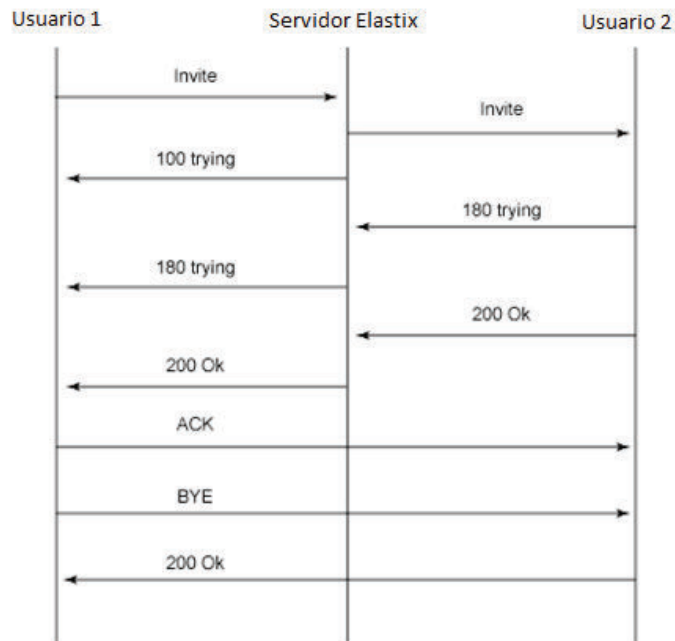 Usuario 1 Servidor Elastix Usuario 2
Invite
Invite
100 trying
180 trying
180 trying
200 Ok
200 Ok
ACK
BYE
200 Ok